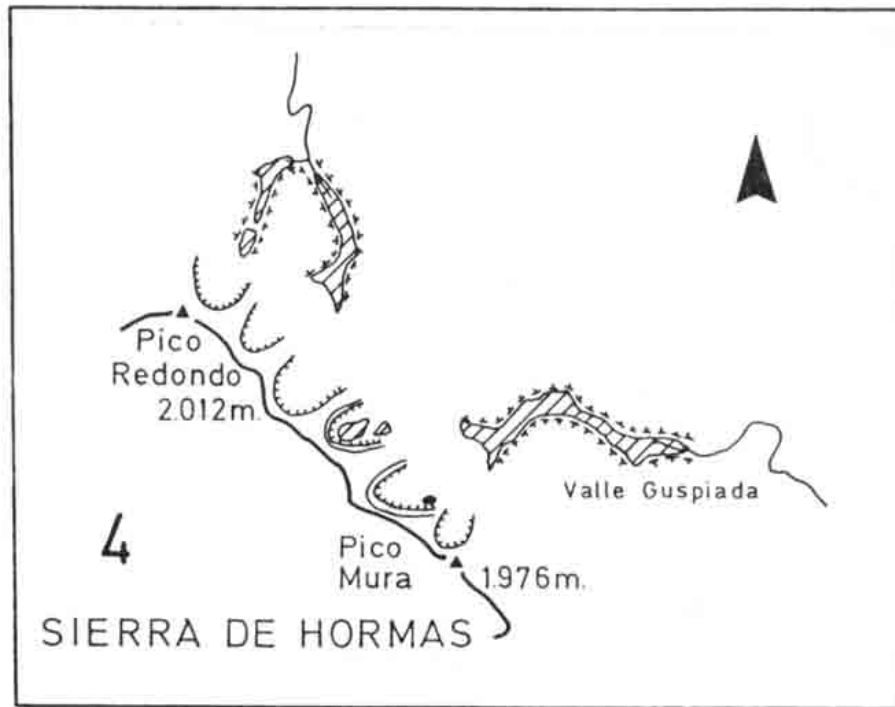 Pico
Redondo
2.012m.
Valle Guspiada
4
Pico
Mura
1.976m.
SIERRA DE HORMAS